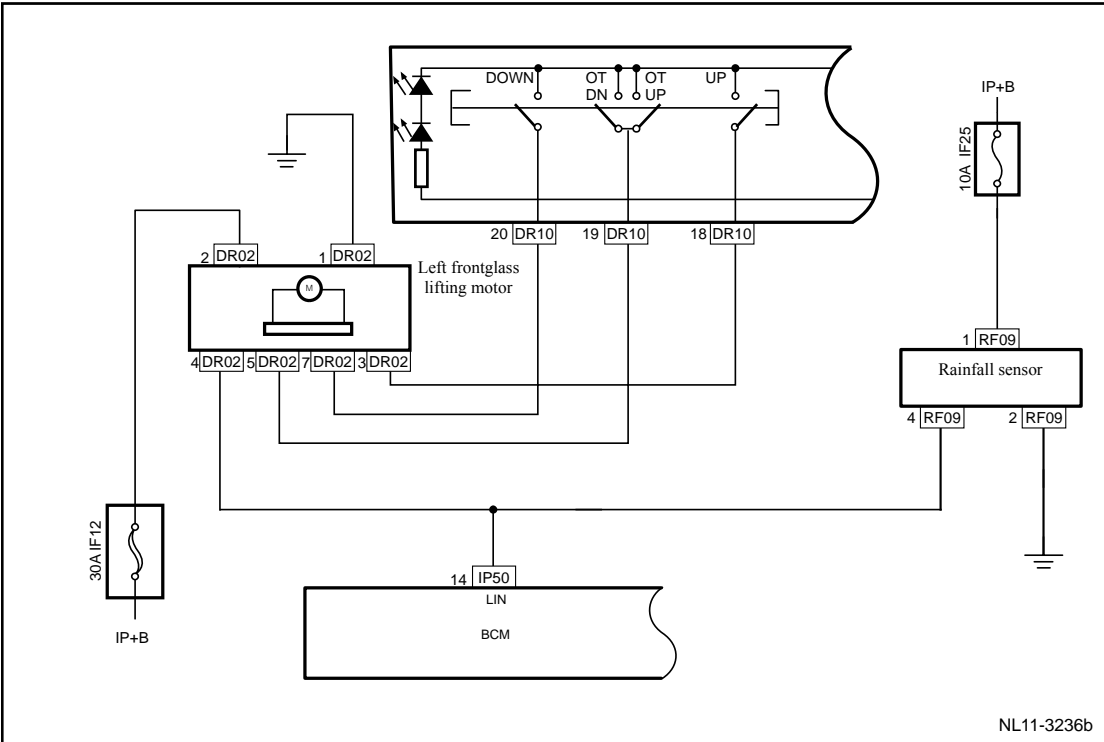 DOWN
OT
DN
OT
UP
UP
IP+B
10A IF25
20 DR10
19 DR10
18 DR10
2 DR02
1 DR02
Left frontglass
lifting motor
M
4 DR02
5 DR02
7 DR02
3 DR02
1 RF09
Rainfall sensor
4 RF09
2 RF09
30A IF12
IP+B
14 IP50
LIN
BCM
NL11-3236b